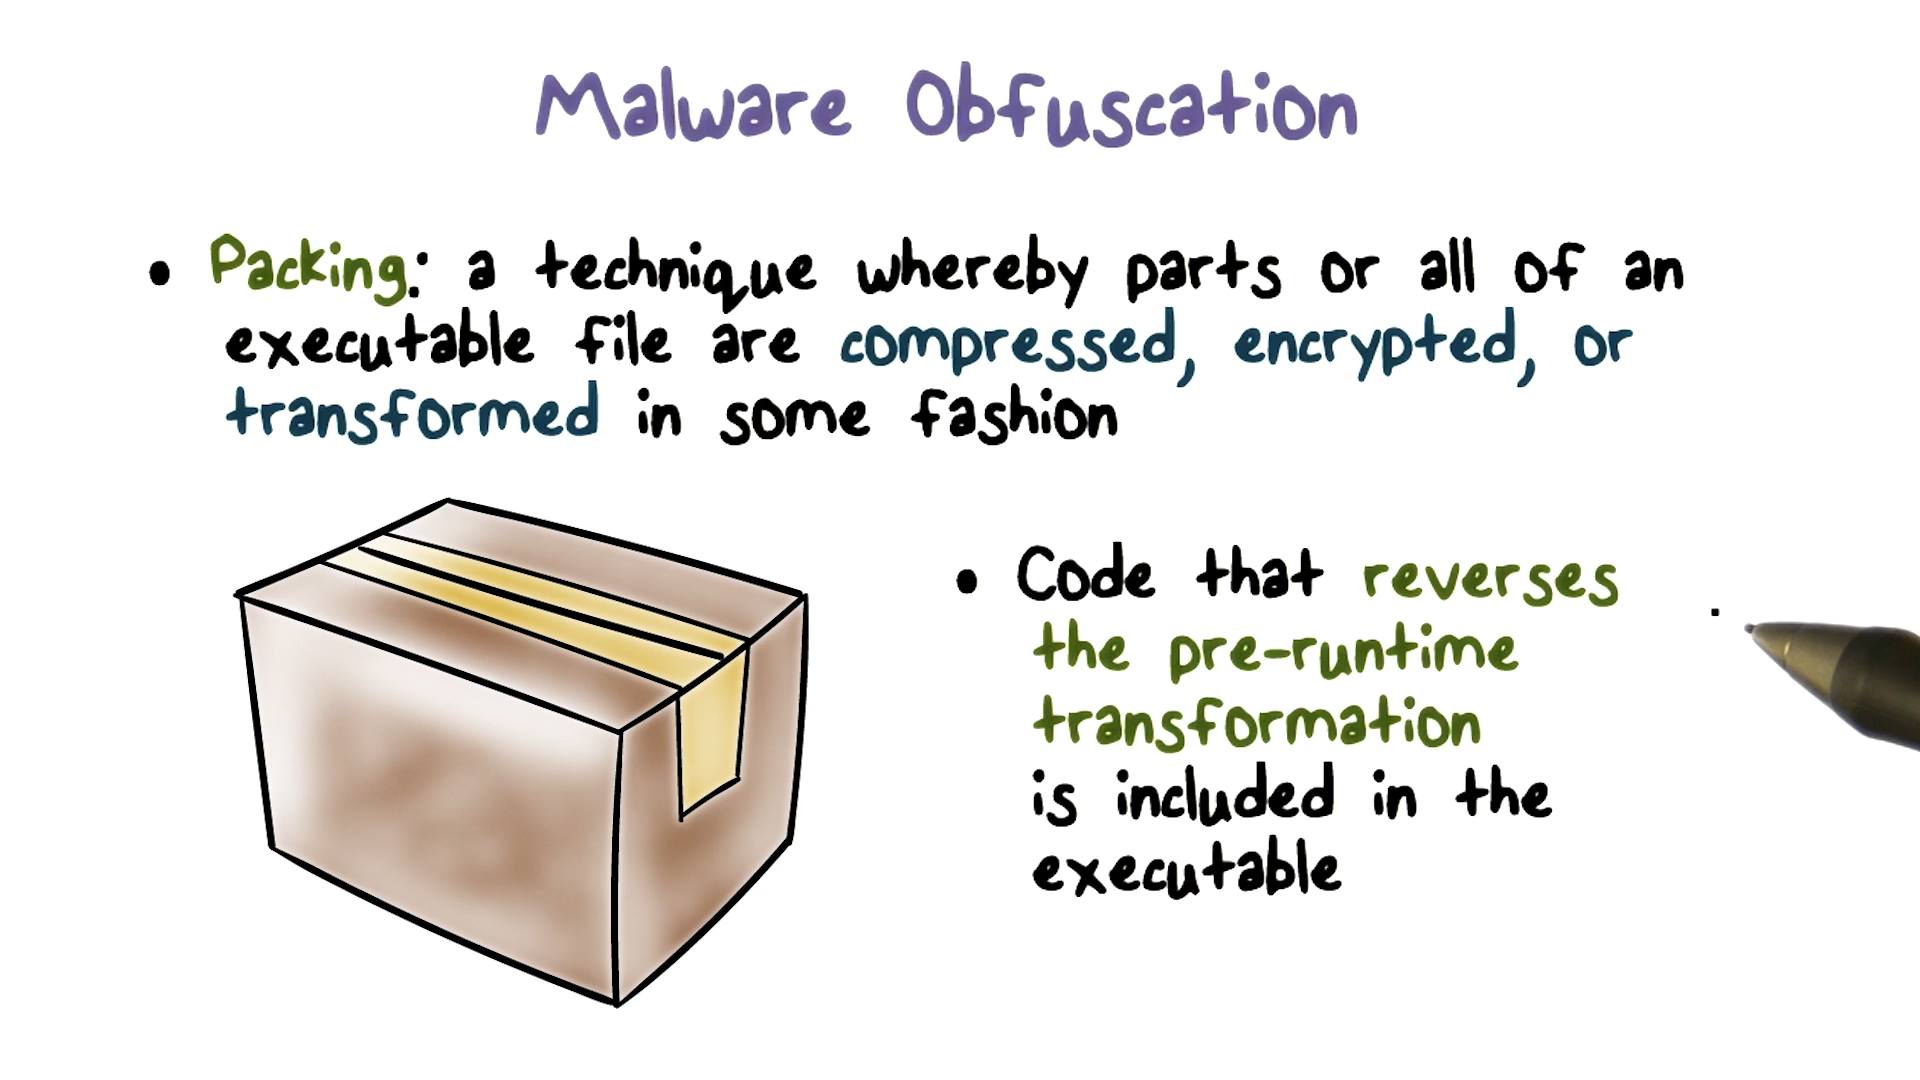 Malware Obfuscation
• Packing: a technique whereby parts or all of an
executable file are compressed, encrypted, or
transformed in some fashion
• Code that reverses
the pre-runtime
transformation
is included in the
executable